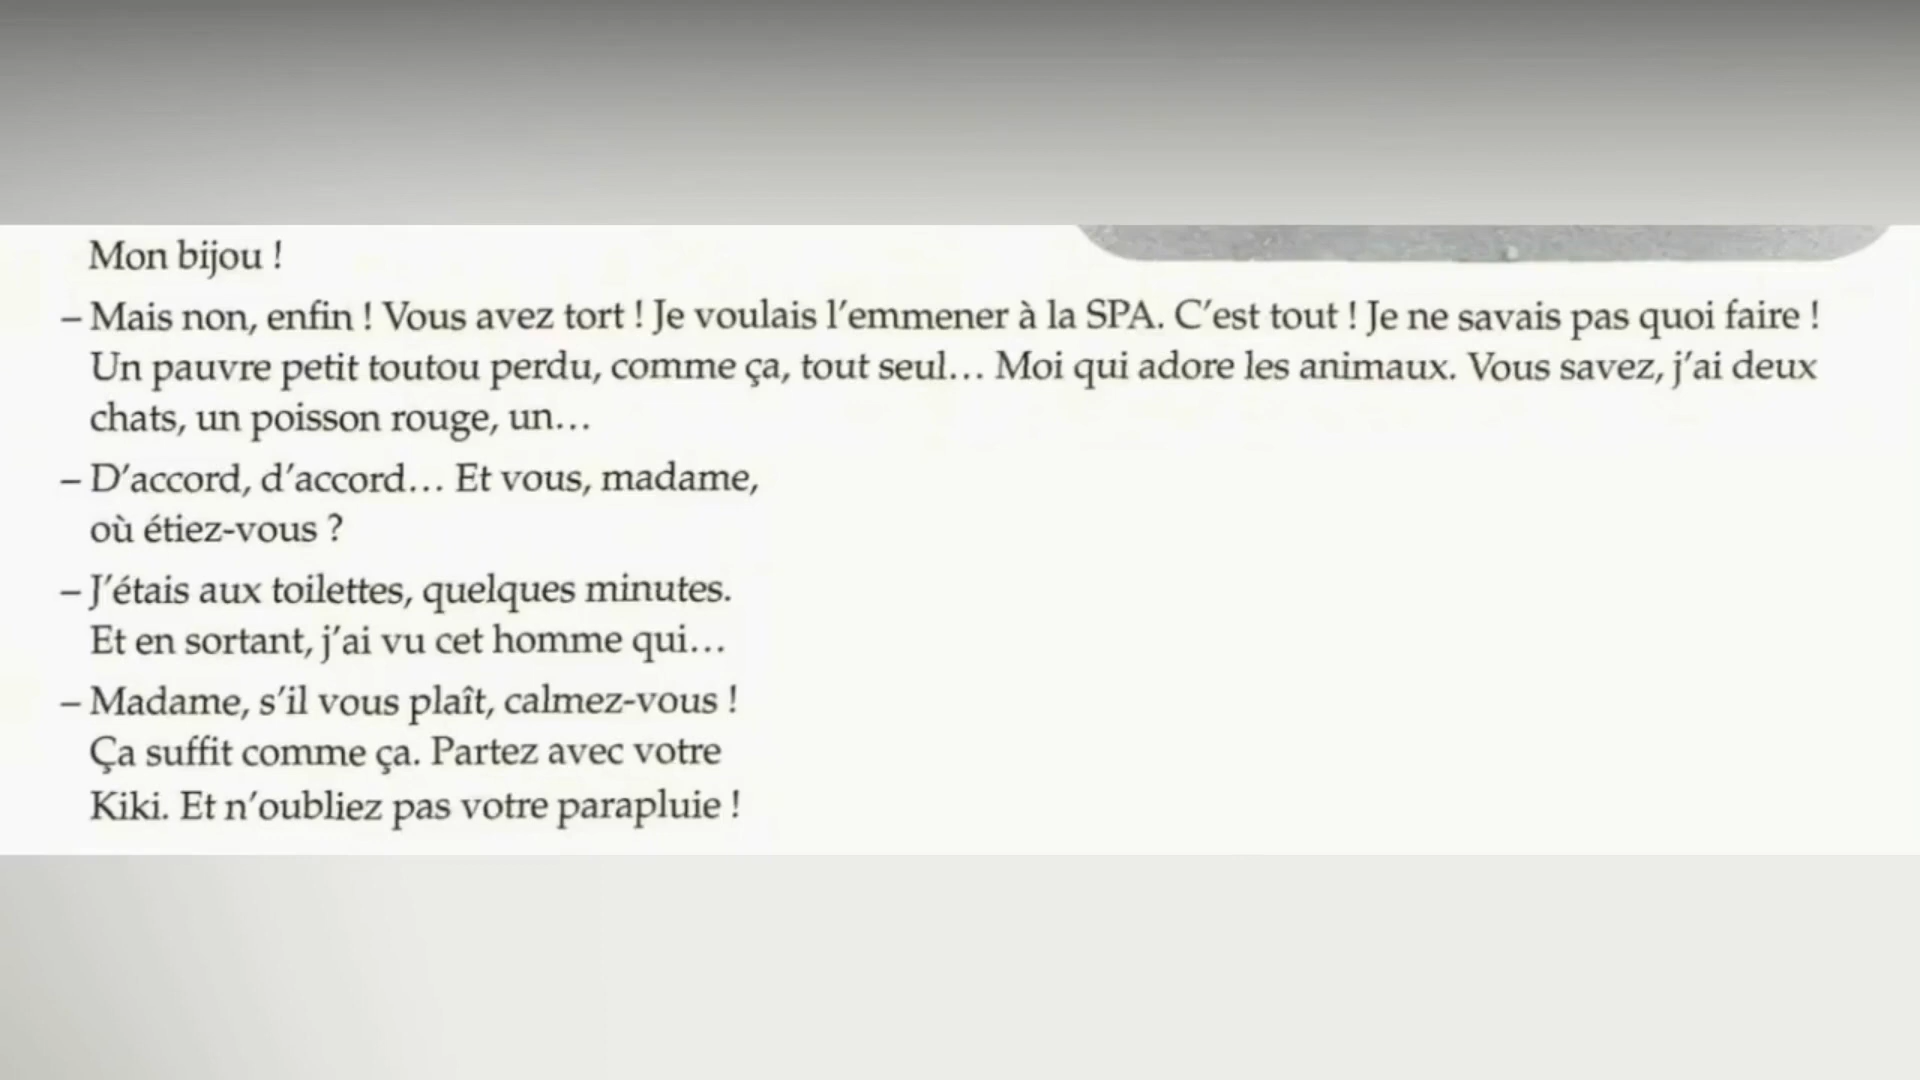 Mon bijou !
– Mais non, enfin ! Vous avez tort ! Je voulais l’emmener à la SPA. C’est tout ! Je ne savais pas quoi faire !
Un pauvre petit toutou perdu, comme ça, tout seul… Moi qui adore les animaux. Vous savez, j’ai deux
chats, un poisson rouge, un…
– D’accord, d’accord… Et vous, madame,
où étiez-vous ?
– J’étais aux toilettes, quelques minutes.
Et en sortant, j’ai vu cet homme qui…
– Madame, s’il vous plaît, calmez-vous !
Ça suffit comme ça. Partez avec votre
Kiki. Et n’oubliez pas votre parapluie !